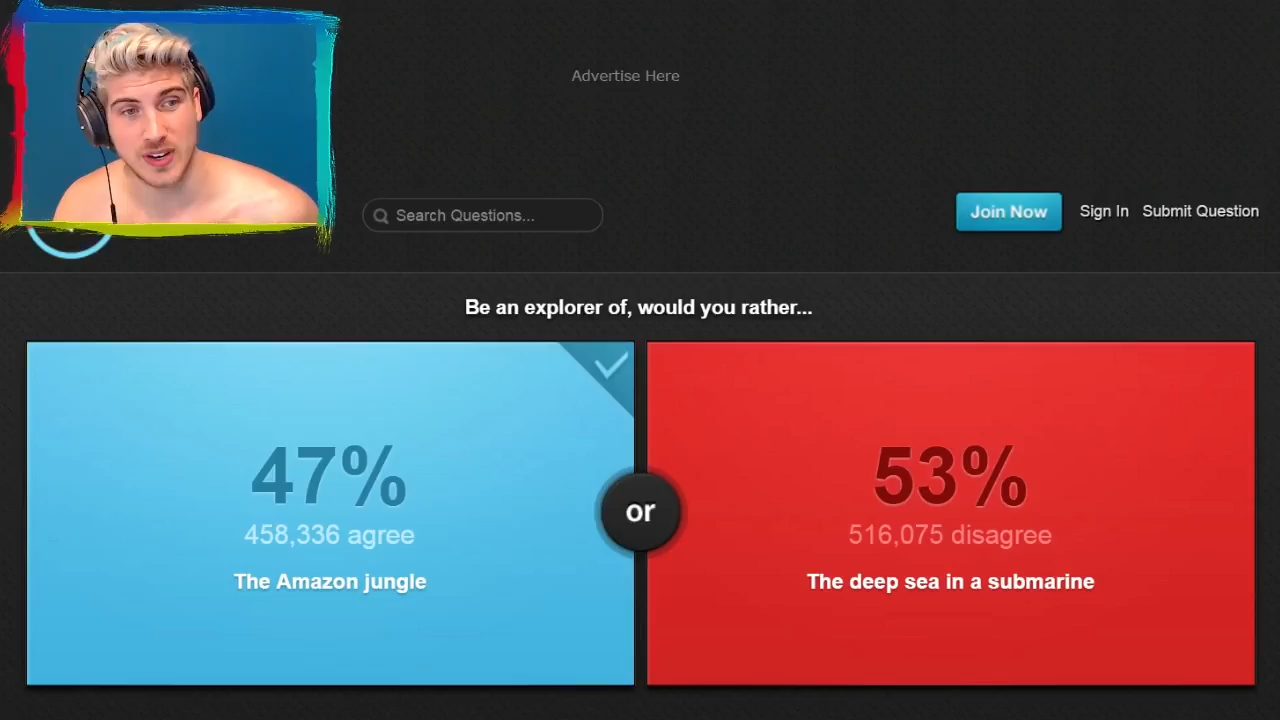 Advertise Here
Search Questions...
Join Now
Sign In
Submit Question
Be an explorer of, would you rather...
47%
458,336 agree
The Amazon jungle
or
53%
516,075 disagree
The deep sea in a submarine